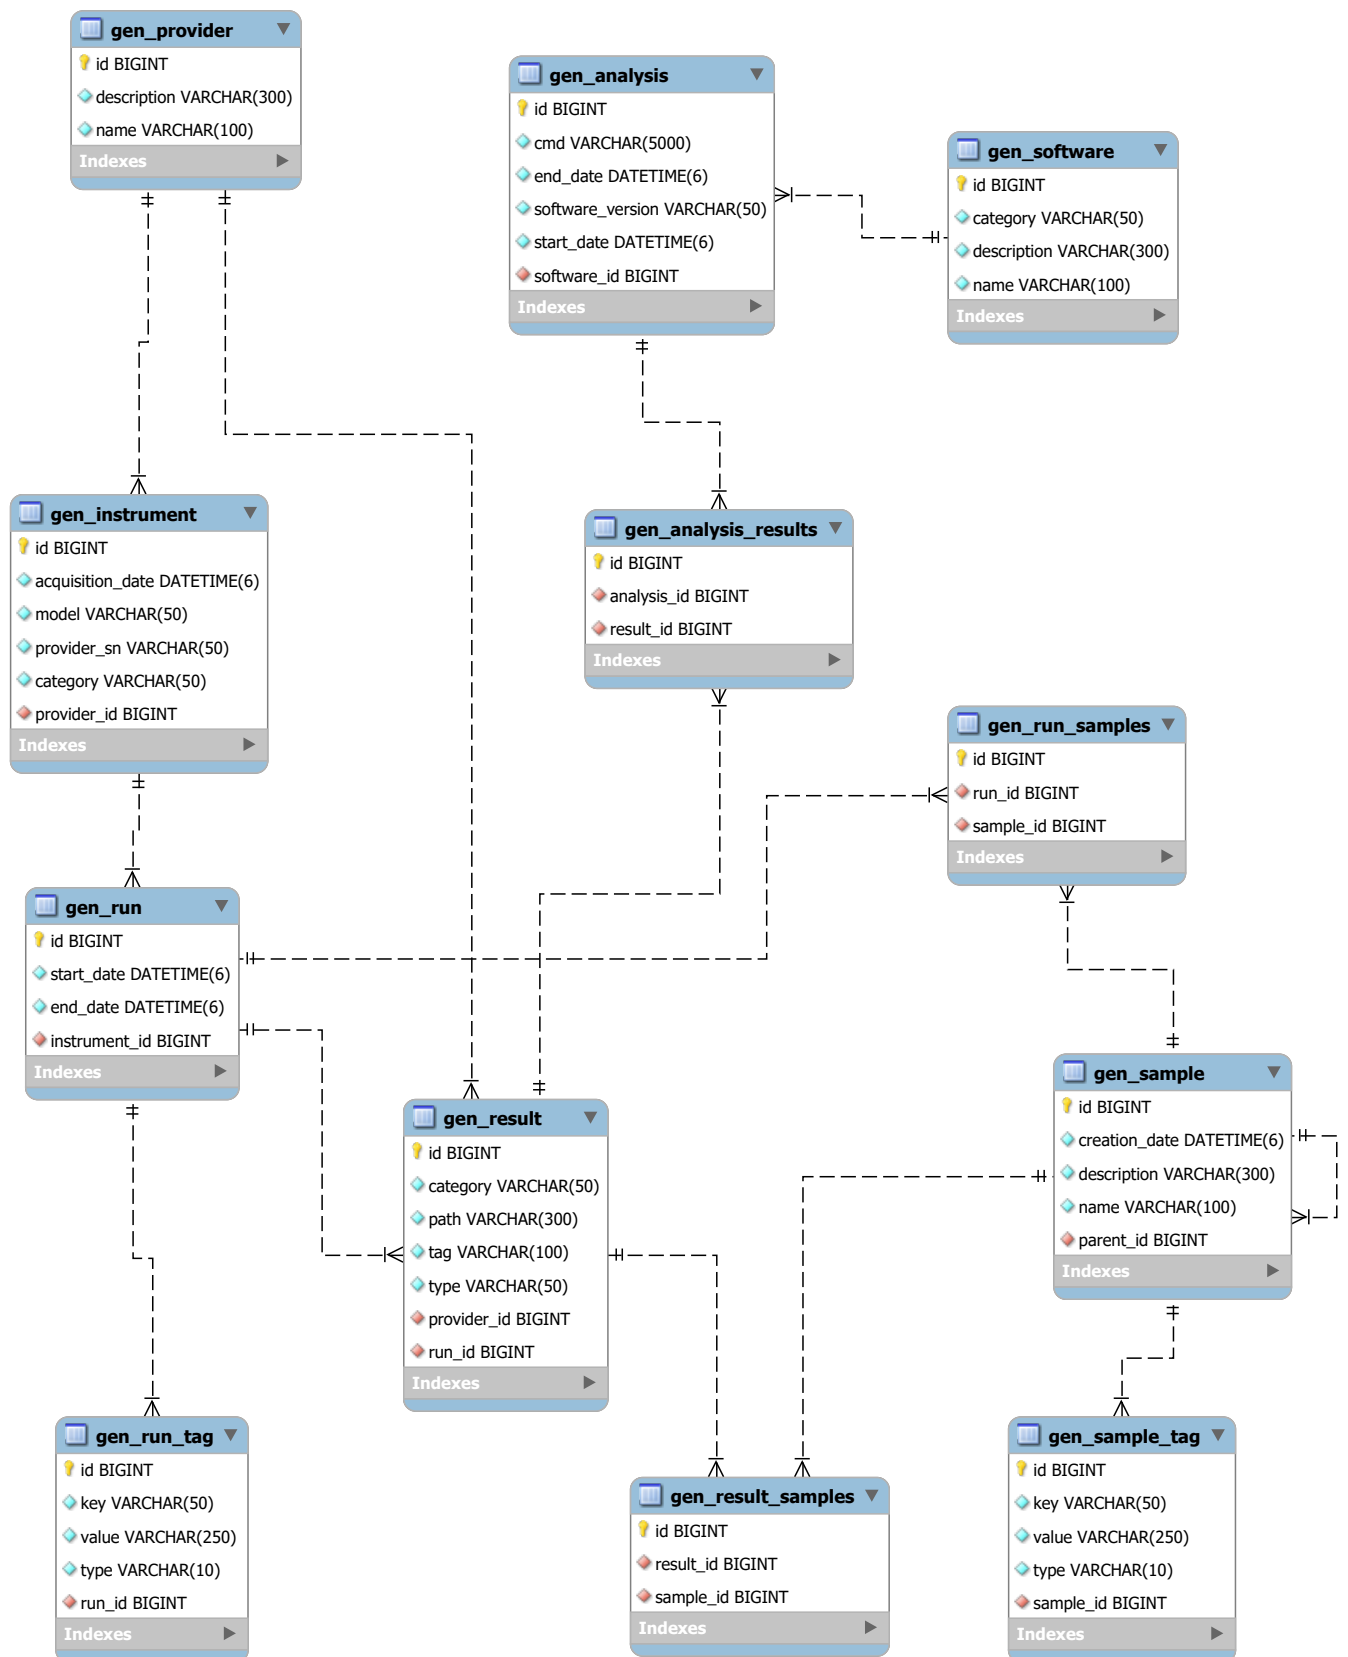 gen_provider
id BIGINT
description VARCHAR(300)
name VARCHAR(100)
Indexes
gen_analysis
id BIGINT
cmd VARCHAR(5000)
end_date DATETIME(6)
software_version VARCHAR(50)
start_date DATETIME(6)
software_id BIGINT
Indexes
gen_software
id BIGINT
category VARCHAR(50)
description VARCHAR(300)
name VARCHAR(100)
Indexes
gen_instrument
id BIGINT
acquisition_date DATETIME(6)
model VARCHAR(50)
provider_sn VARCHAR(50)
category VARCHAR(50)
provider_id BIGINT
Indexes
gen_analysis_results
id BIGINT
analysis_id BIGINT
result_id BIGINT
Indexes
gen_run_samples
id BIGINT
run_id BIGINT
sample_id BIGINT
Indexes
gen_run
id BIGINT
start_date DATETIME(6)
end_date DATETIME(6)
instrument_id BIGINT
Indexes
gen_result
id BIGINT
category VARCHAR(50)
path VARCHAR(300)
tag VARCHAR(100)
type VARCHAR(50)
provider_id BIGINT
run_id BIGINT
Indexes
gen_sample
id BIGINT
creation_date DATETIME(6)
description VARCHAR(300)
name VARCHAR(100)
parent_id BIGINT
Indexes
gen_run_tag
id BIGINT
key VARCHAR(50)
value VARCHAR(250)
type VARCHAR(10)
run_id BIGINT
Indexes
gen_result_samples
id BIGINT
result_id BIGINT
sample_id BIGINT
Indexes
gen_sample_tag
id BIGINT
key VARCHAR(50)
value VARCHAR(250)
type VARCHAR(10)
sample_id BIGINT
Indexes